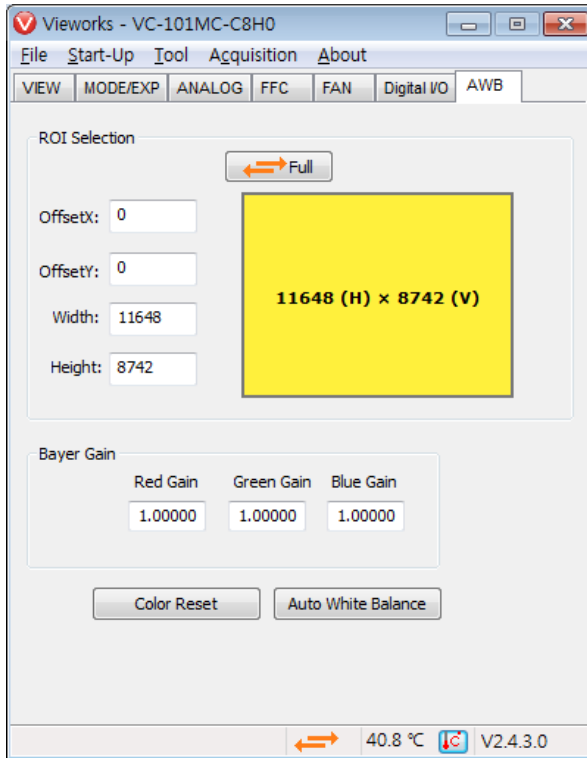 Vieworks - VC-101MC-C8H0
File Start-Up Tool Acquisition About
VIEW MODE/EXP ANALOG FFC FAN Digital I/O AWB
ROI Selection
Full
OffsetX: 0
OffsetY: 0
Width: 11648
Height: 8742
11648 (H) × 8742 (V)
Bayer Gain
Red Gain Green Gain Blue Gain
1.00000 1.00000 1.00000
Color Reset Auto White Balance
40.8 ℃ C V2.4.3.0